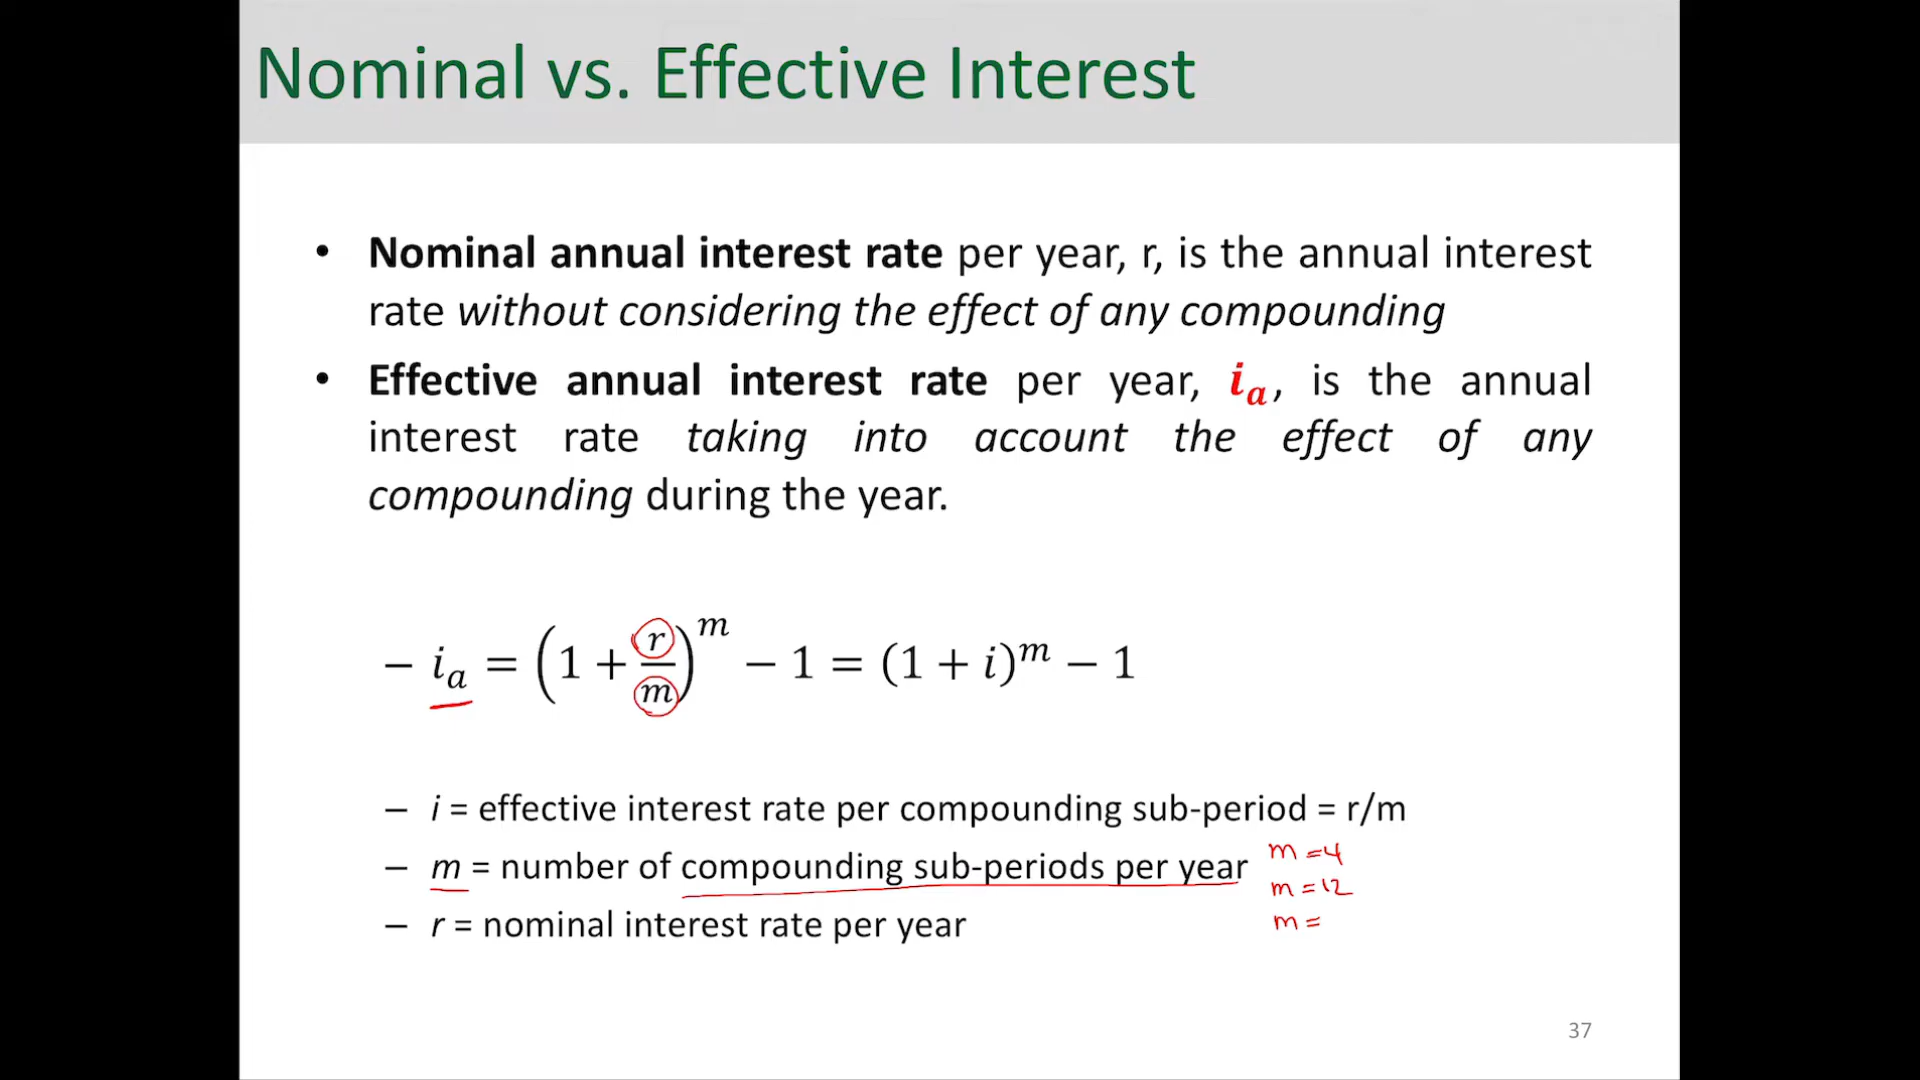 Nominal vs. Effective Interest
• Nominal annual interest rate per year, r, is the annual interest
rate without considering the effect of any compounding
• Effective annual interest rate per year, iₐ, is the annual
interest rate taking into account the effect of any
compounding during the year.
– iₐ = (1 + r/m)^m − 1 = (1 + i)^m − 1
– i = effective interest rate per compounding sub-period = r/m
– m = number of compounding sub-periods per year
m = 4
m = 12
– r = nominal interest rate per year
m =
37